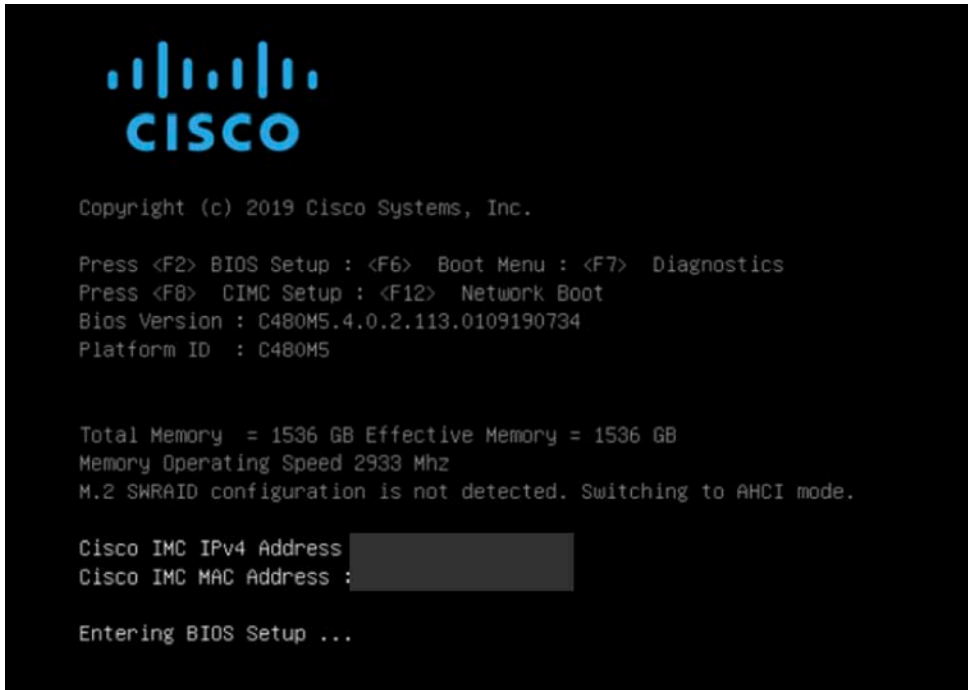 CISCO
Copyright (c) 2019 Cisco Systems, Inc.
Press <F2> BIOS Setup : <F6>  Boot Menu : <F7>  Diagnostics
Press <F8>  CIMC Setup : <F12>  Network Boot
Bios Version : C480M5.4.0.2.113.0109190734
Platform ID  : C480M5
Total Memory  = 1536 GB Effective Memory = 1536 GB
Memory Operating Speed 2933 Mhz
M.2 SWRAID configuration is not detected. Switching to AHCI mode.
Cisco IMC IPv4 Address
Cisco IMC MAC Address :
Entering BIOS Setup ...